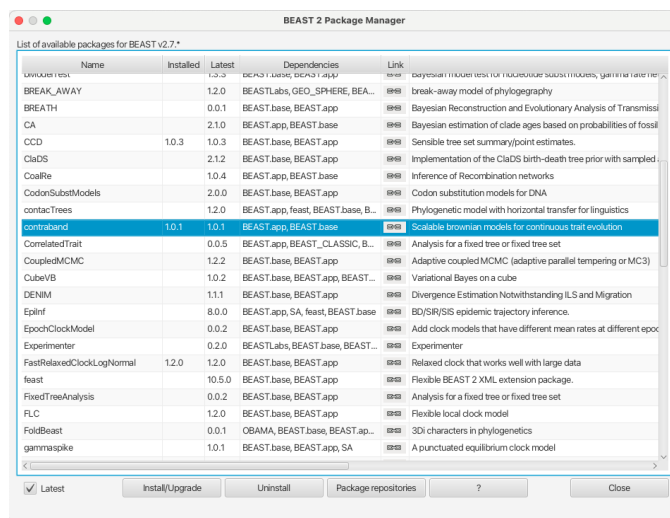 BEAST 2 Package Manager
List of available packages for BEAST v2.7.*
Name Installed Latest Dependencies Link
bModelTest 1.3.3 BEAST.base, BEAST.app Bayesian model test for nucleotide subst models, gamma rate
BREAK_AWAY 1.2.0 BEASTLabs, GEO_SPHERE, BEA... break-away model of phylogegraphy
BREATH 0.0.1 BEAST.base, BEAST.app Bayesian Reconstruction and Evolutionary Analysis of Transmissi
CA 2.1.0 BEAST.app, BEAST.base Bayesian estimation of clade ages based on probabilities of fossil
CCD 1.0.3 1.0.3 BEAST.base, BEAST.app Sensible tree set summary/point estimates.
ClaDS 2.1.2 BEAST.base, BEAST.app Implementation of the ClaDS birth-death tree prior with sampled
CoalRe 1.0.4 BEAST.app, BEAST.base Inference of Recombination networks
CodonSubstModels 2.0.0 BEAST.base, BEAST.app Codon substitution models for DNA
contacTrees 1.2.0 BEAST.app, feast, BEAST.base, B... Phylogenetic model with horizontal transfer for linguistics
contraband 1.0.1 1.0.1 BEAST.app, BEAST.base Scalable brownian models for continuous trait evolution
CorrelatedTrait 0.0.5 BEAST.app, BEAST_CLASSIC, B... Analysis for a fixed tree or fixed tree set
CoupledMCMC 1.2.2 BEAST.base, BEAST.app Adaptive coupled MCMC (adaptive parallel tempering or MC3)
CubeVB 1.0.2 BEAST.base, BEAST.app, BEAST... Variational Bayes on a cube
DENIM 1.1.1 BEAST.base, BEAST.app Divergence Estimation Notwithstanding ILS and Migration
EpiInf 8.0.0 BEAST.app, SA, feast, BEAST.base BD/SIR/SIS epidemic trajectory inference.
EpochClockModel 0.0.2 BEAST.base, BEAST.app Add clock models that have different mean rates at different epoc
Experimenter 0.2.0 BEASTLabs, BEAST.base, BEAST... Experimenter
FastRelaxedClockLogNormal 1.2.0 1.2.0 BEAST.base, BEAST.app Relaxed clock that works well with large data
feast 10.5.0 BEAST.base, BEAST.app Flexible BEAST 2 XML extension package.
FixedTreeAnalysis 0.0.2 BEAST.base, BEAST.app Analysis for a fixed tree or fixed tree set
FLC 1.2.0 BEAST.base, BEAST.app Flexible local clock model
FoldBeast 0.0.1 OBAMA, BEAST.base, BEAST.ap... 3Di characters in phylogenetics
gammaspike 1.0.1 BEAST.base, BEAST.app, SA A punctuated equilibrium clock model
Latest Install/Upgrade Uninstall Package repositories ? Close